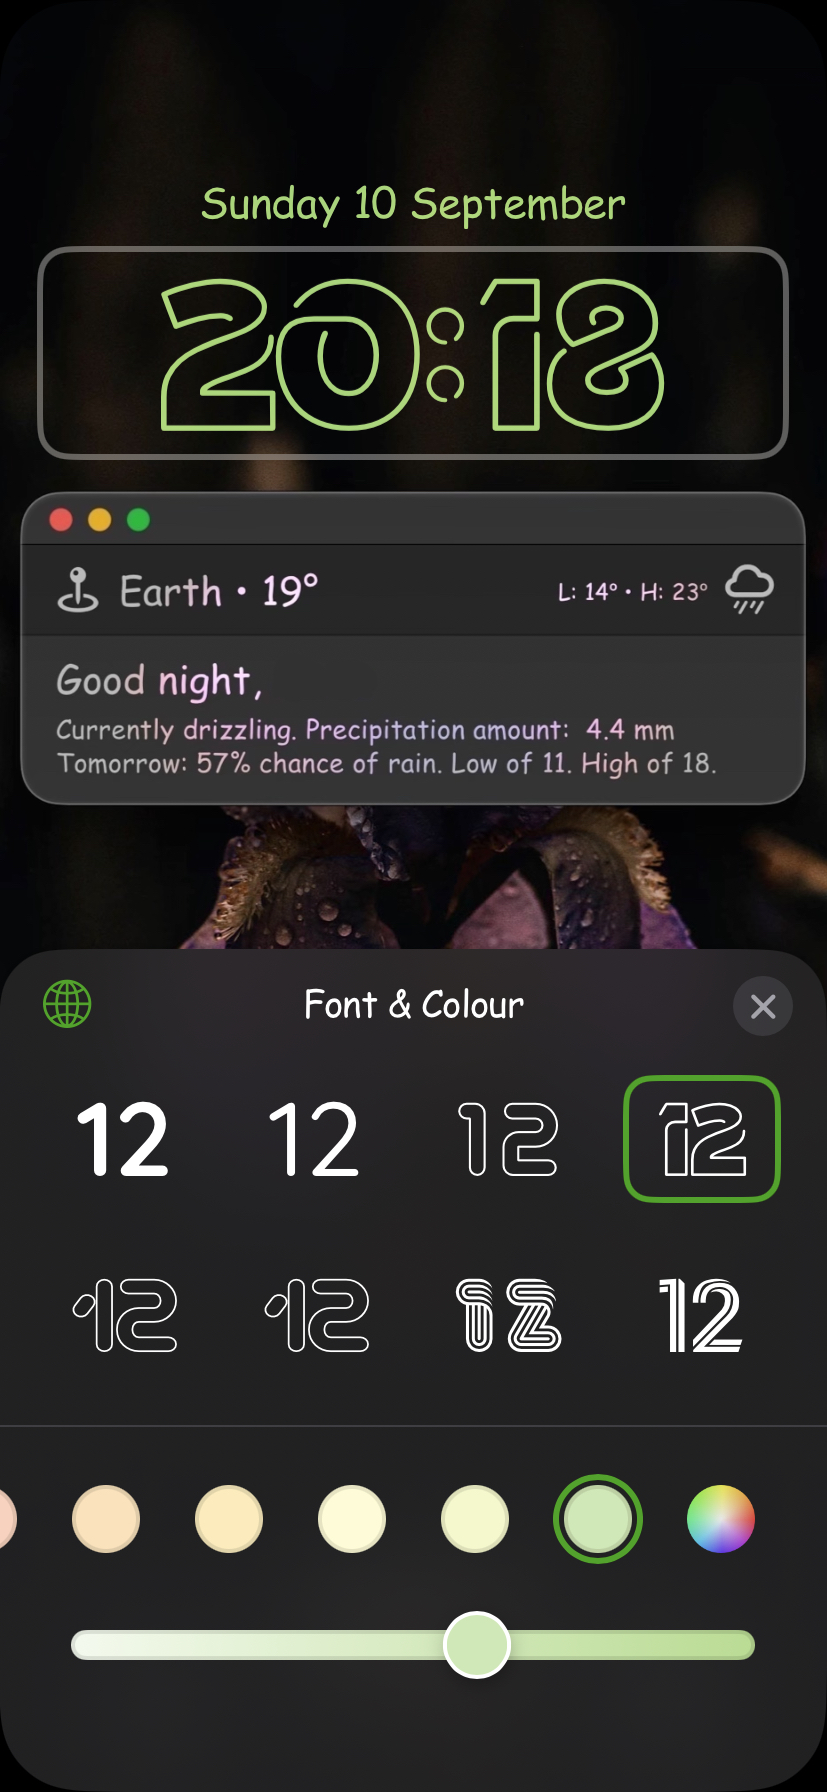 Sunday 10 September
20:18
Earth • 19°
L: 14° • H: 23°
Good night,
Currently drizzling. Precipitation amount: 4.4 mm
Tomorrow: 57% chance of rain. Low of 11. High of 18.
Font & Colour
12 12 12 12
12 12 12 12